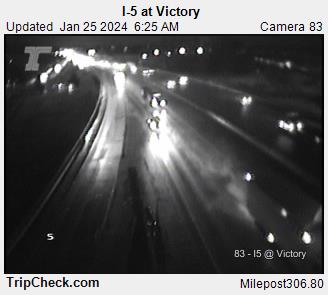 I-5 at Victory
Updated Jan 25 2024 6:25 AM Camera 83
T
S
83 - I5 @ Victory
TripCheck.com Milepost306.80